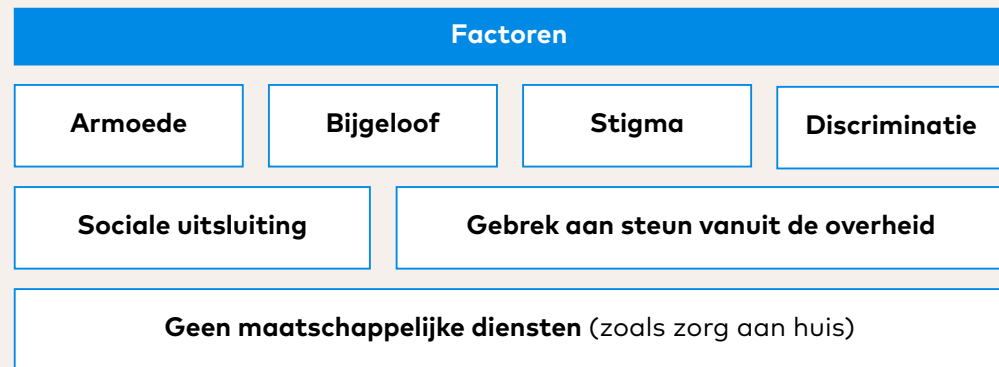 Factoren
Armoede
Bijgeloof
Stigma
Discriminatie
Sociale uitsluiting
Gebrek aan steun vanuit de overheid
Geen maatschappelijke diensten (zoals zorg aan huis)